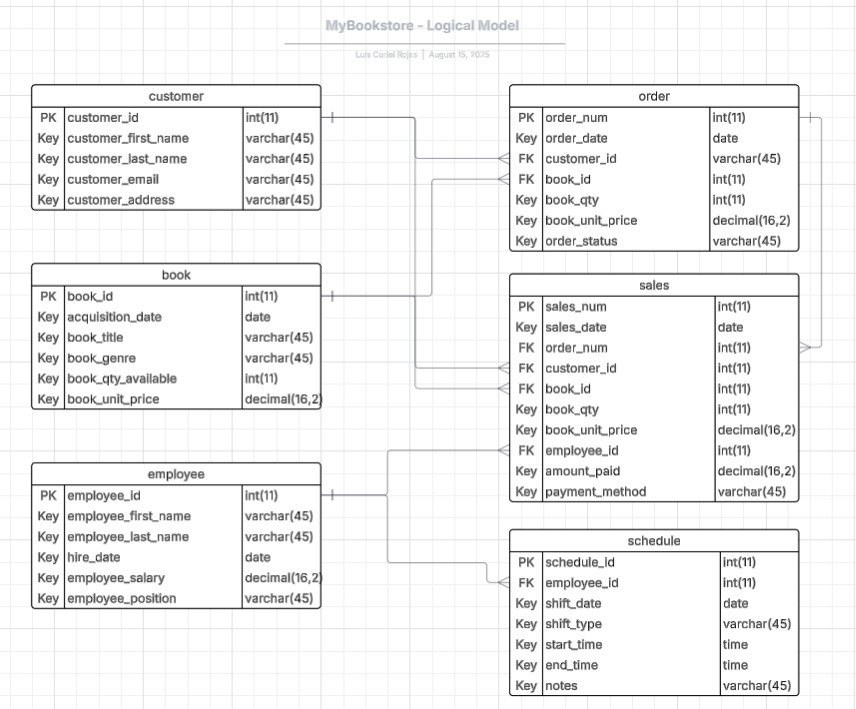 MyBookstore - Logical Model
Luis Curiel Rojas | August 15, 2025
customer
PK customer_id int(11)
Key customer_first_name varchar(45)
Key customer_last_name varchar(45)
Key customer_email varchar(45)
Key customer_address varchar(45)
book
PK book_id int(11)
Key acquisition_date date
Key book_title varchar(45)
Key book_genre varchar(45)
Key book_qty_available int(11)
Key book_unit_price decimal(16,2)
employee
PK employee_id int(11)
Key employee_first_name varchar(45)
Key employee_last_name varchar(45)
Key hire_date date
Key employee_salary decimal(16,2)
Key employee_position varchar(45)
order
PK order_num int(11)
Key order_date date
FK customer_id varchar(45)
FK book_id int(11)
Key book_qty int(11)
Key book_unit_price decimal(16,2)
Key order_status varchar(45)
sales
PK sales_num int(11)
Key sales_date date
FK order_num int(11)
FK customer_id int(11)
FK book_id int(11)
Key book_qty int(11)
Key book_unit_price decimal(16,2)
FK employee_id int(11)
Key amount_paid decimal(16,2)
Key payment_method varchar(45)
schedule
PK schedule_id int(11)
FK employee_id int(11)
Key shift_date date
Key shift_type varchar(45)
Key start_time time
Key end_time time
Key notes varchar(45)